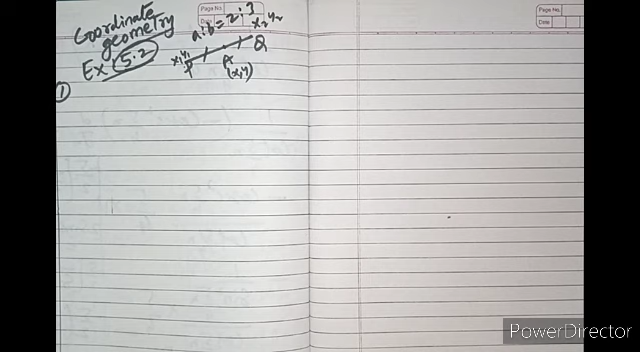 Coordinate
geometry
Ex 5.2
a:b = 2:3
x₁y₁
x₂y₂
P
A
Q
(x,y)
①
Page No.
Date
Page No.
Date
PowerDirector